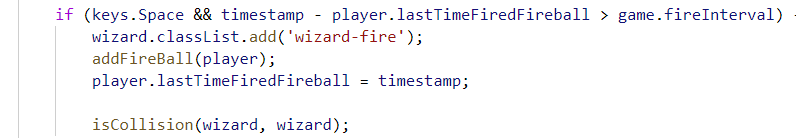 if (keys.Space && timestamp - player.lastTimeFiredFireball > game.fireInterval)
wizard.classList.add('wizard-fire');
addFireBall(player);
player.lastTimeFiredFireball = timestamp;
isCollision(wizard, wizard);